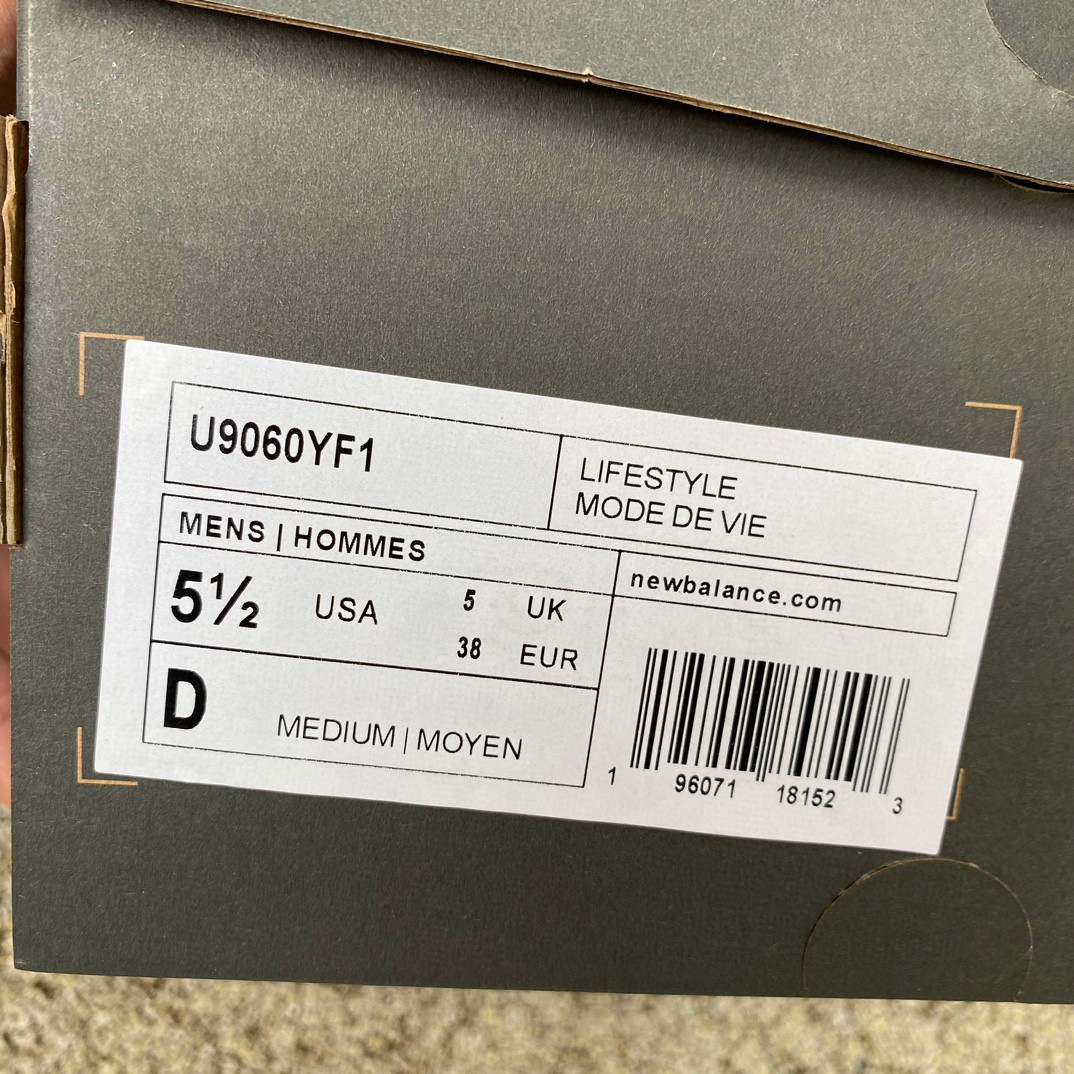 U9060YF1
LIFESTYLE
MODE DE VIE
MENS | HOMMES
newbalance.com
5½ USA 5 UK
38 EUR
D MEDIUM | MOYEN
1 96071 18152 3